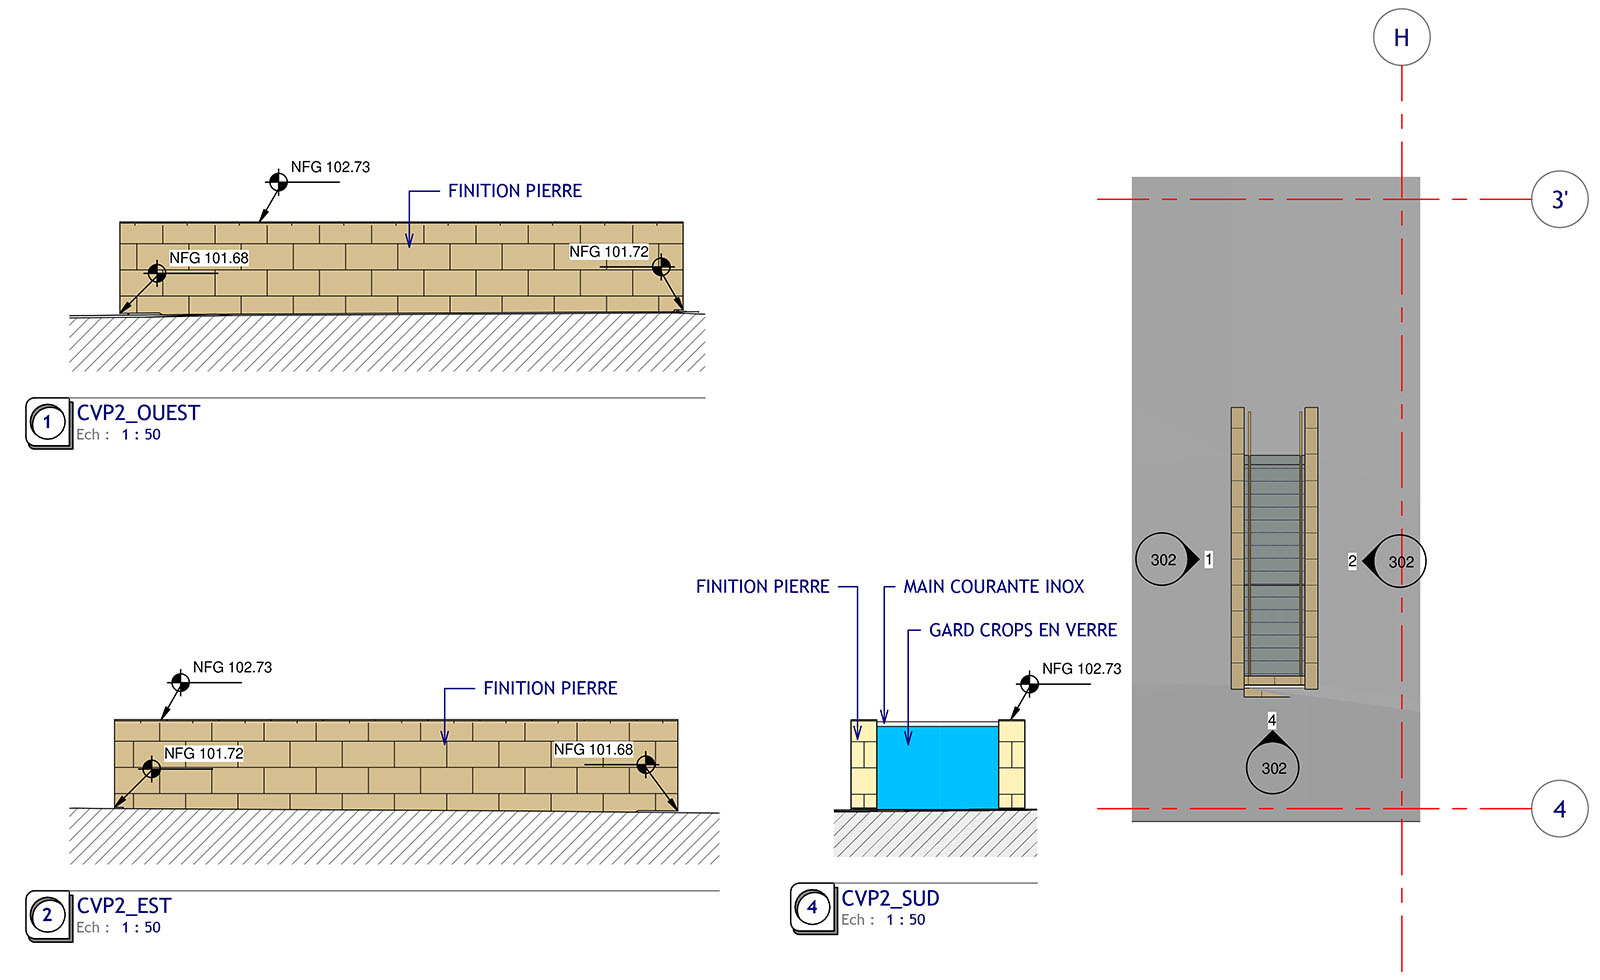 NFG 102.73
FINITION PIERRE
NFG 101.68
NFG 101.72
1
CVP2_OUEST
Ech : 1 : 50
NFG 102.73
FINITION PIERRE
NFG 101.72
NFG 101.68
2
CVP2_EST
Ech : 1 : 50
FINITION PIERRE
MAIN COURANTE INOX
GARD CROPS EN VERRE
NFG 102.73
4
CVP2_SUD
Ech : 1 : 50
H
3'
302
1
2
302
4
302
4